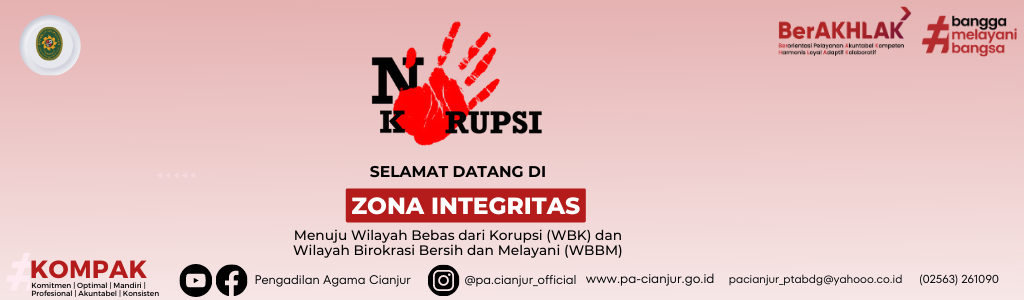 BerAKHLAK
Berorientasi Pelayanan Akuntabel Kompeten
Harmonis Loyal Adaptif Kolaboratif
#bangga
melayani
bangsa
NO
KORUPSI
SELAMAT DATANG DI
ZONA INTEGRITAS
Menuju Wilayah Bebas dari Korupsi (WBK) dan
Wilayah Birokrasi Bersih dan Melayani (WBBM)
#KOMPAK
Komitmen | Optimal | Mandiri |
Profesional | Akuntabel | Konsisten
Pengadilan Agama Cianjur
@pa.cianjur_official
www.pa-cianjur.go.id
pacianjur_ptabdg@yahooo.co.id
(02563) 261090